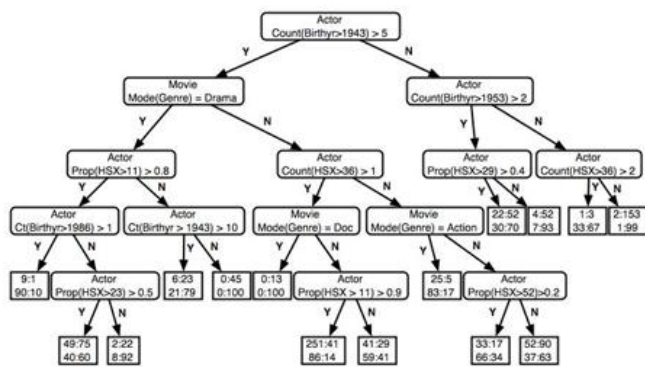 Actor
Count(Birthyr>1943) > 5
Y
N
Movie
Mode(Genre) = Drama
Actor
Count(Birthyr>1953) > 2
Y
N
Y
N
Actor
Prop(HSX>11) > 0.8
Actor
Count(HSX>36) > 1
Actor
Prop(HSX>29) > 0.4
Actor
Count(HSX>36) > 2
Y
N
Y
N
Y
N
Y
N
Actor
Ct(Birthyr>1986) > 1
Actor
Ct(Birthyr > 1943) > 10
Movie
Mode(Genre) = Doc
Movie
Mode(Genre) = Action
22:52
30:70
4:52
7:93
1:3
33:67
2:153
1:99
Y
N
Y
N
Y
N
Y
N
9:1
90:10
Actor
Prop(HSX>23) > 0.5
6:23
21:79
0:45
0:100
0:13
0:100
Actor
Prop(HSX > 11) > 0.9
25:5
83:17
Actor
Prop(HSX>52)>0.2
Y
N
Y
N
Y
N
49:75
40:60
2:22
8:92
251:41
86:14
41:29
59:41
33:17
66:34
52:90
37:63